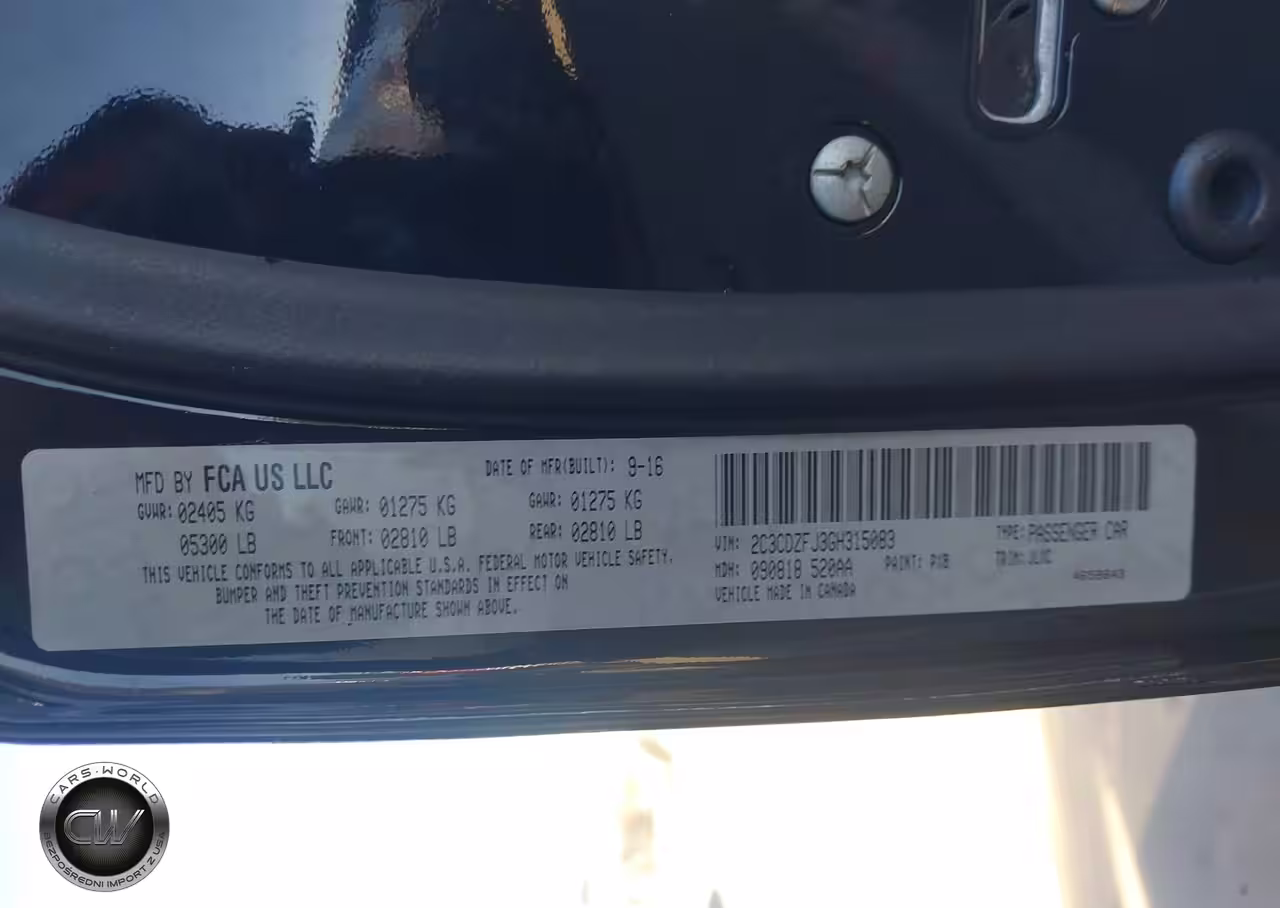 MFD BY FCA US LLC
DATE OF MFR(BUILT): 9-16
GVWR: 02405 KG
GAWR: 01275 KG
GAWR: 01275 KG
05300 LB
FRONT: 02810 LB
REAR: 02810 LB
THIS VEHICLE CONFORMS TO ALL APPLICABLE U.S.A. FEDERAL MOTOR VEHICLE SAFETY,
BUMPER AND THEFT PREVENTION STANDARDS IN EFFECT ON
THE DATE OF MANUFACTURE SHOWN ABOVE.
VIN: 2C3CDZFJ3GH315083
TYPE: PASSENGER CAR
MDH: 090818 520AA
PAINT: PX8
TRIM:
VEHICLE MADE IN CANADA
CARS·WORLD
CW
BEZPOŚREDNI IMPORT Z USA